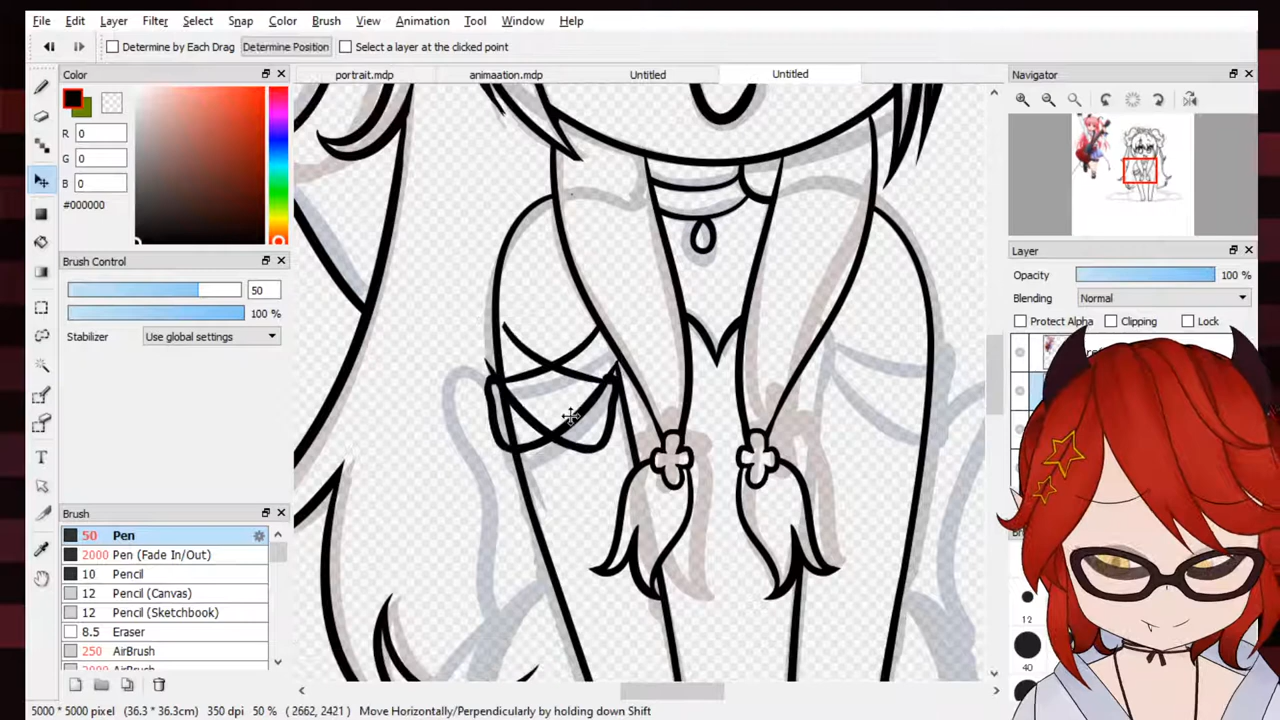 File Edit Layer Filter Select Snap Color Brush View Animation Tool Window Help
Determine by Each Drag Determine Position Select a layer at the clicked point
Color
portrait.mdp animaation.mdp Untitled Untitled
Navigator
R 0
G 0
B 0
#000000
Brush Control
50
100 %
Stabilizer Use global settings
Layer
Opacity 100 %
Blending Normal
Protect Alpha Clipping Lock
Brush
50 Pen
2000 Pen (Fade In/Out)
10 Pencil
12 Pencil (Canvas)
12 Pencil (Sketchbook)
8.5 Eraser
250 AirBrush
12
40
5000 * 5000 pixel (36.3 * 36.3cm) 350 dpi 50 % ( 2662, 2421 ) Move Horizontally/Perpendicularly by holding down Shift